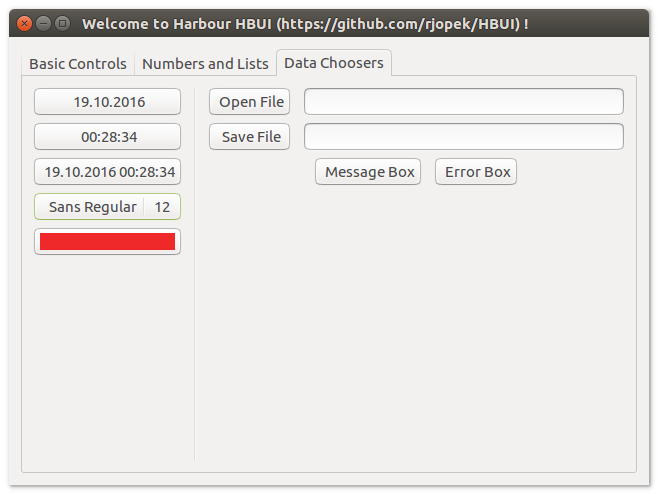 Welcome to Harbour HBUI (https://github.com/rjopek/HBUI) !
Basic Controls
Numbers and Lists
Data Choosers
19.10.2016
00:28:34
19.10.2016 00:28:34
Sans Regular 12
Open File
Save File
Message Box
Error Box